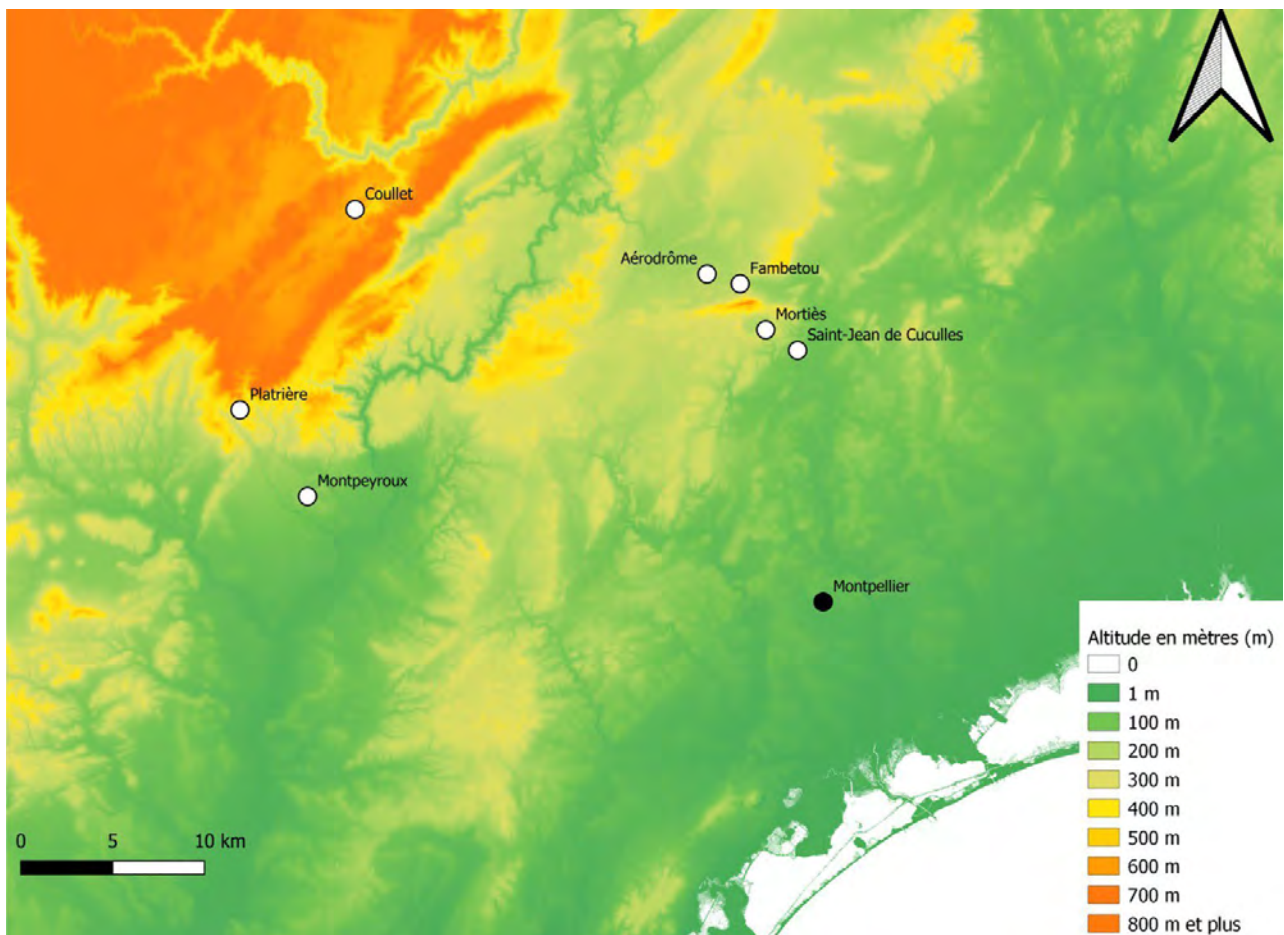 Coullet
Aérodrôme
Fambetou
Mortiès
Saint-Jean de Cuculles
Platrière
Montpeyroux
Montpellier
Altitude en mètres (m)
0
1 m
100 m
200 m
300 m
400 m
500 m
600 m
700 m
800 m et plus
0 5 10 km